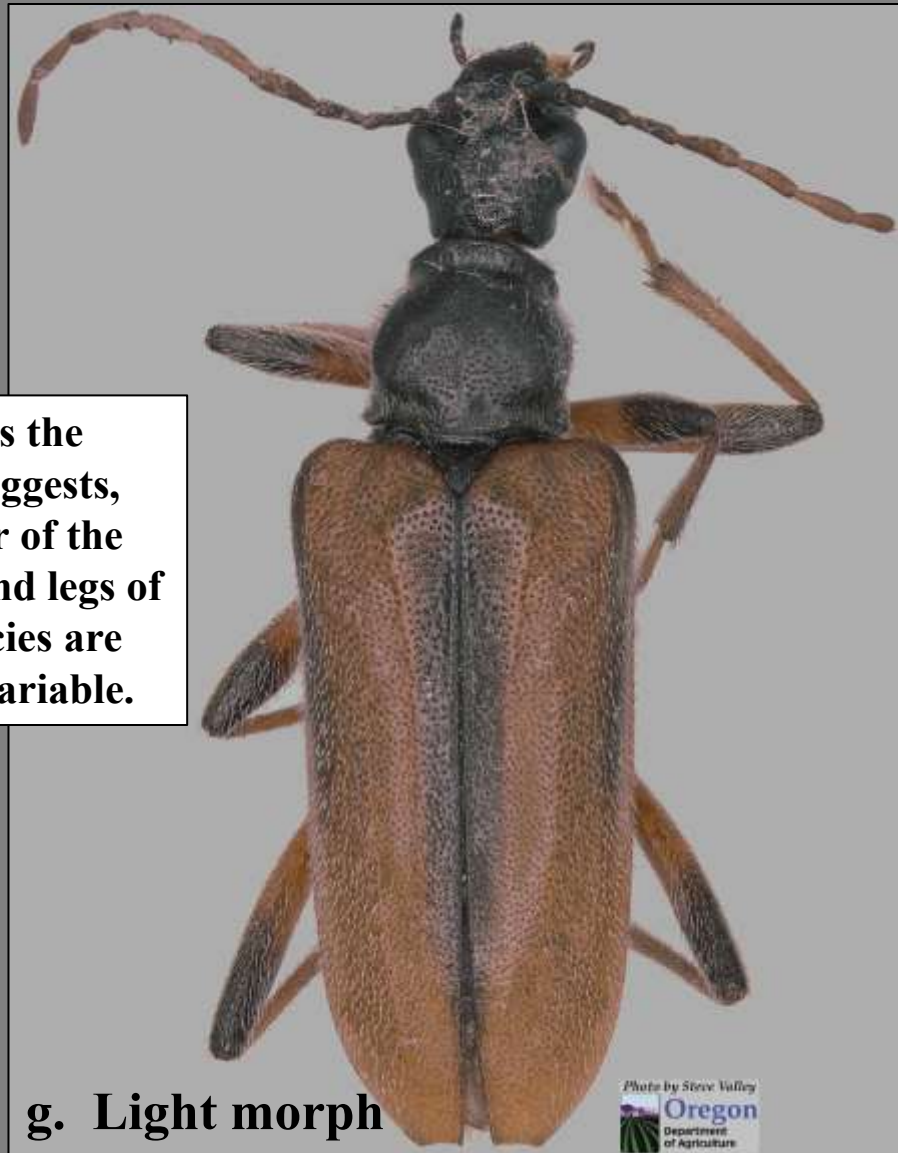 s the
ggests,
r of the
nd legs of
cies are
ariable.
g. Light morph
Photo by Steve Valley
Oregon
Department
of Agriculture